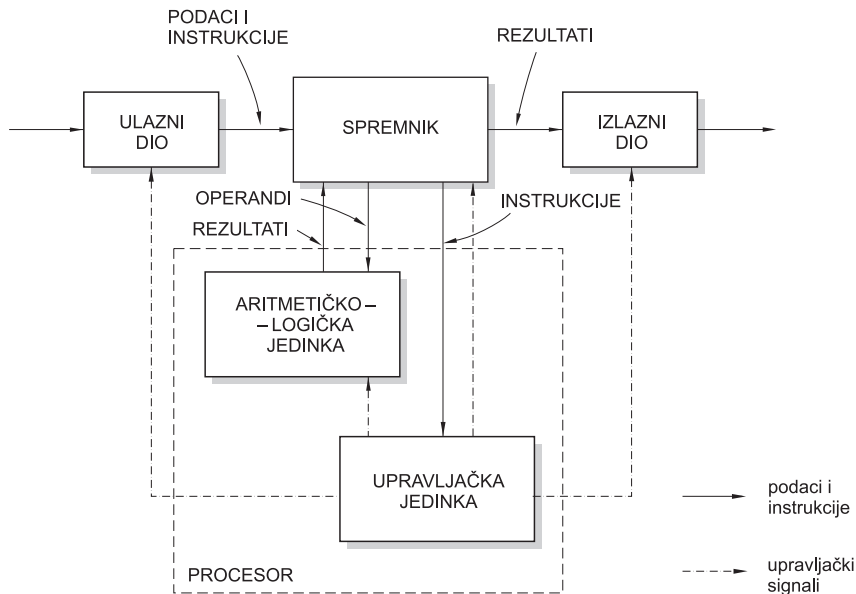 PODACI I
INSTRUKCIJE
REZULTATI
ULAZNI
DIO
SPREMNIK
IZLAZNI
DIO
OPERANDI
REZULTATI
INSTRUKCIJE
ARITMETIČKO –
– LOGIČKA
JEDINKA
UPRAVLJAČKA
JEDINKA
PROCESOR
podaci i
instrukcije
upravljački
signali